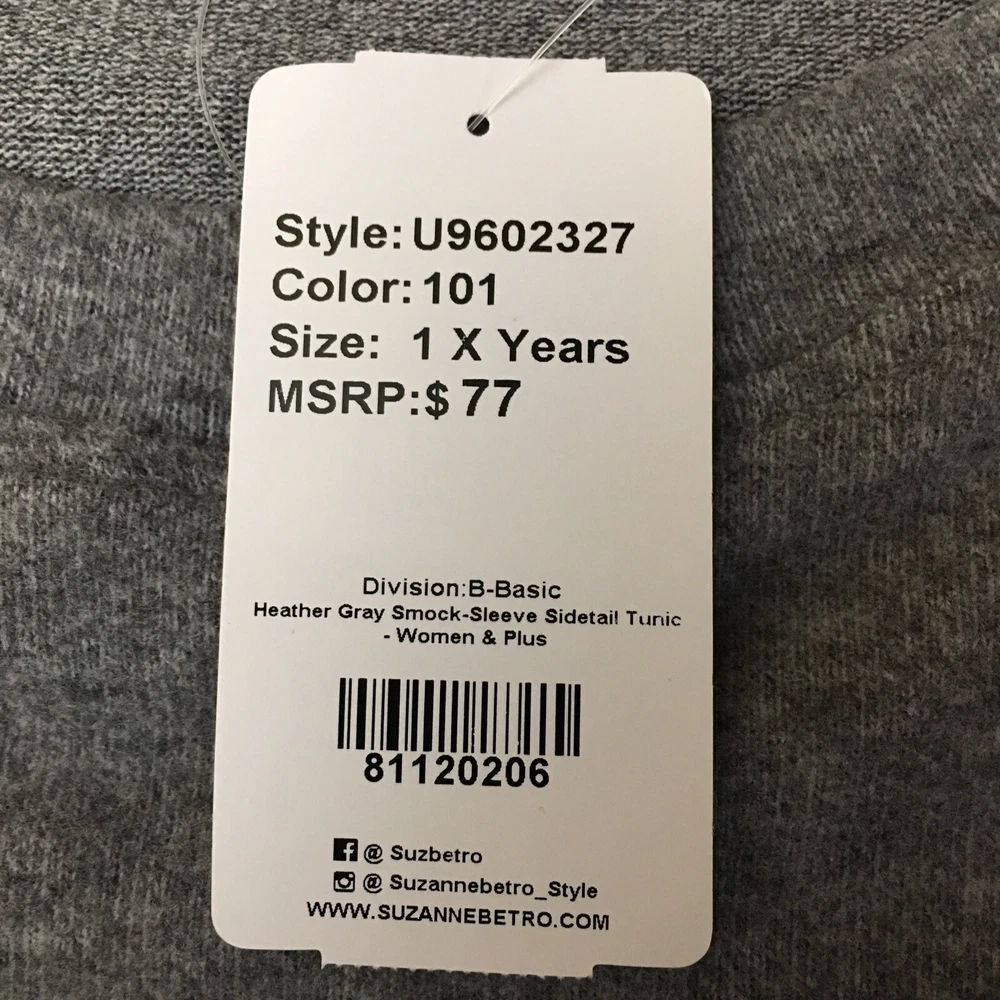 Style: U9602327
Color: 101
Size: 1 X Years
MSRP:$ 77
Division:B-Basic
Heather Gray Smock-Sleeve Sidetail Tunic
- Women & Plus
81120206
@ Suzbetro
@ Suzannebetro_Style
WWW.SUZANNEBETRO.COM